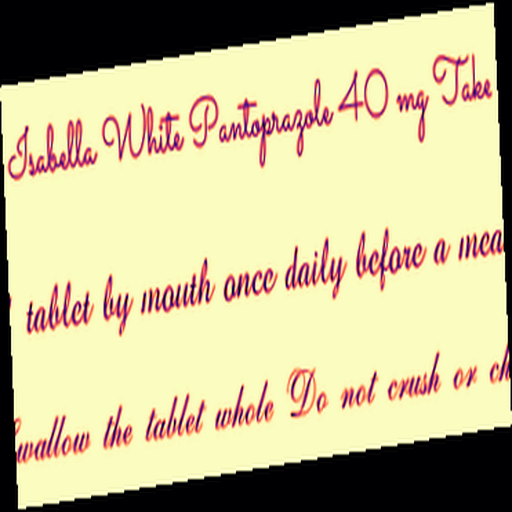 Isabella White Pantoprazole 40 mg Take
tablet by mouth once daily before a
the tablet whole Do not crush or